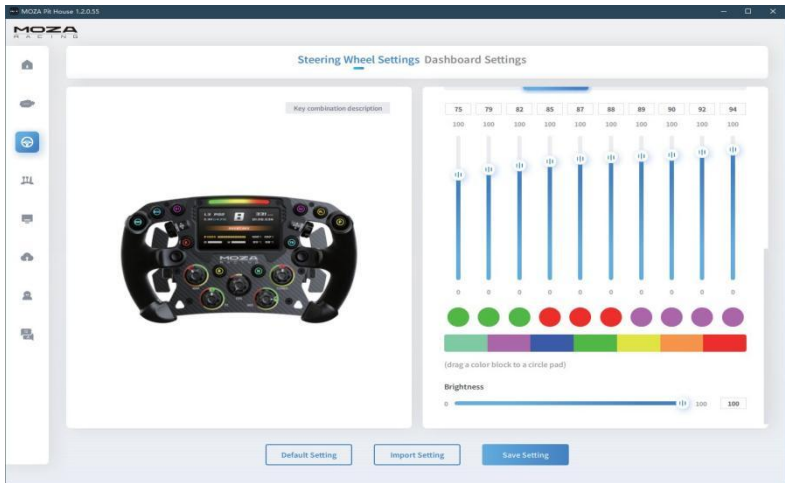 MOZA Pit House 1.2.0.55
MOZA
RACING
Steering Wheel Settings Dashboard Settings
Key combination description
75 79 82 85 87 88 89 90 92 94
100 100 100 100 100 100 100 100 100 100
MOZA
0 0 0 0 0 0 0 0 0 0
(drag a color block to a circle pad)
Brightness
0 100 100
Default Setting Import Setting Save Setting